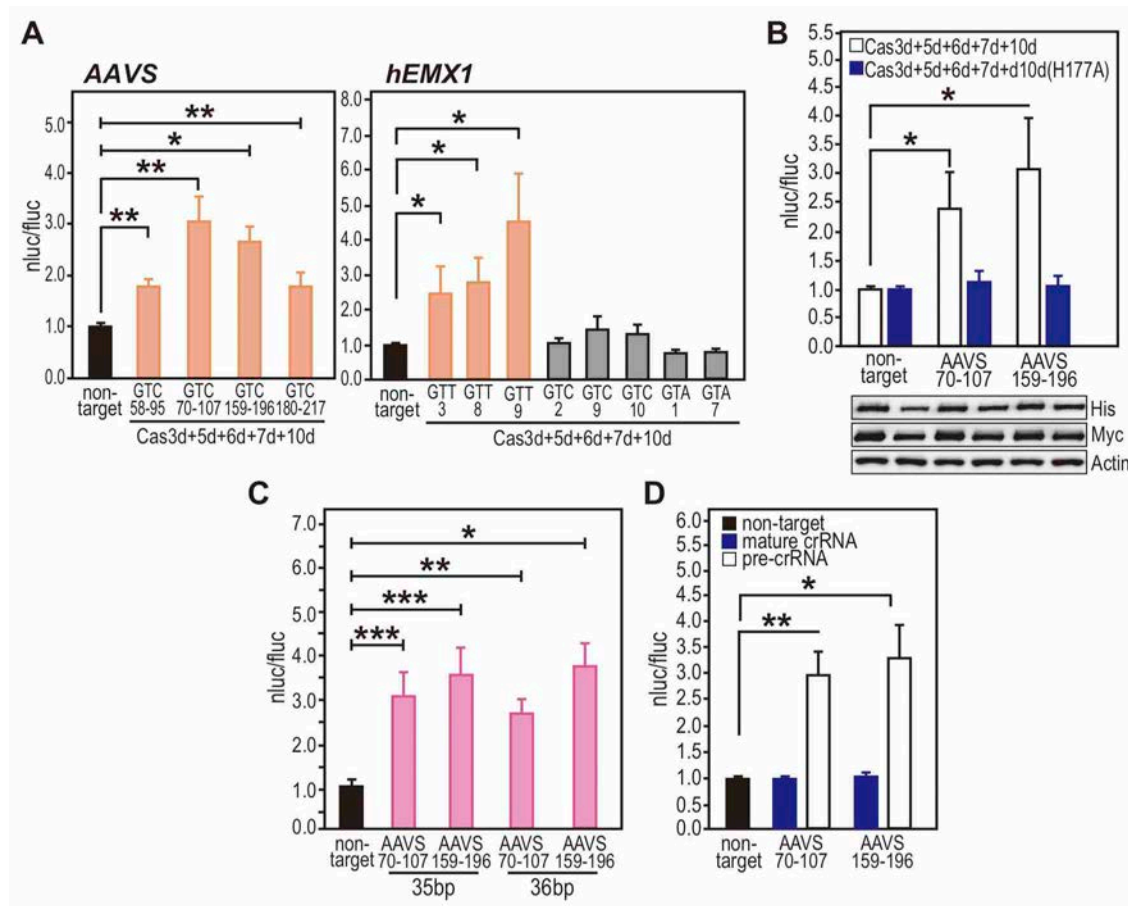 A
AAVS
nluc/fluc
5.0
4.0
3.0
2.0
1.0
0.0
**
*
**
**
non-
target
GTC GTC GTC GTC
58-95 70-107 159-196 180-217
Cas3d+5d+6d+7d+10d
hEMX1
8.0
7.0
6.0
5.0
4.0
3.0
2.0
1.0
0.0
*
*
*
non-
target
GTT GTT GTT GTC GTC GTC GTA GTA
3 8 9 2 9 10 1 7
Cas3d+5d+6d+7d+10d
B
nluc/fluc
5.5
5.0
4.5
4.0
3.5
3.0
2.5
2.0
1.5
1.0
0.5
0.0
Cas3d+5d+6d+7d+10d
Cas3d+5d+6d+7d+d10d(H177A)
*
*
non-
target
AAVS AAVS
70-107 159-196
His
Myc
Actin
C
nluc/fluc
7.0
6.0
5.0
4.0
3.0
2.0
1.0
0.0
*
**
***
***
non-
target
AAVS AAVS AAVS AAVS
70-107 159-196 70-107 159-196
35bp 36bp
D
nluc/fluc
6.0
5.5
5.0
4.5
4.0
3.5
3.0
2.5
2.0
1.5
1.0
0.5
0.0
non-target
mature crRNA
pre-crRNA
*
**
non-
target
AAVS AAVS
70-107 159-196